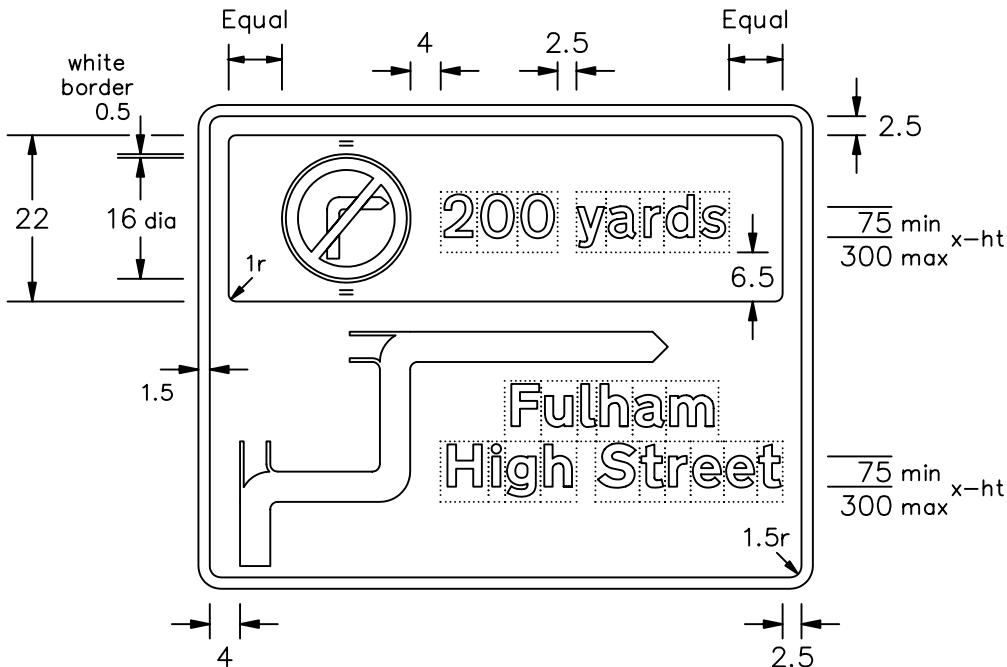 Equal
Equal
4
2.5
white
border
0.5
2.5
22
16 dia
200 yards
75 min
300 max
x-ht
1r
6.5
1.5
Fulham
High Street
75 min
300 max
x-ht
1.5r
4
2.5